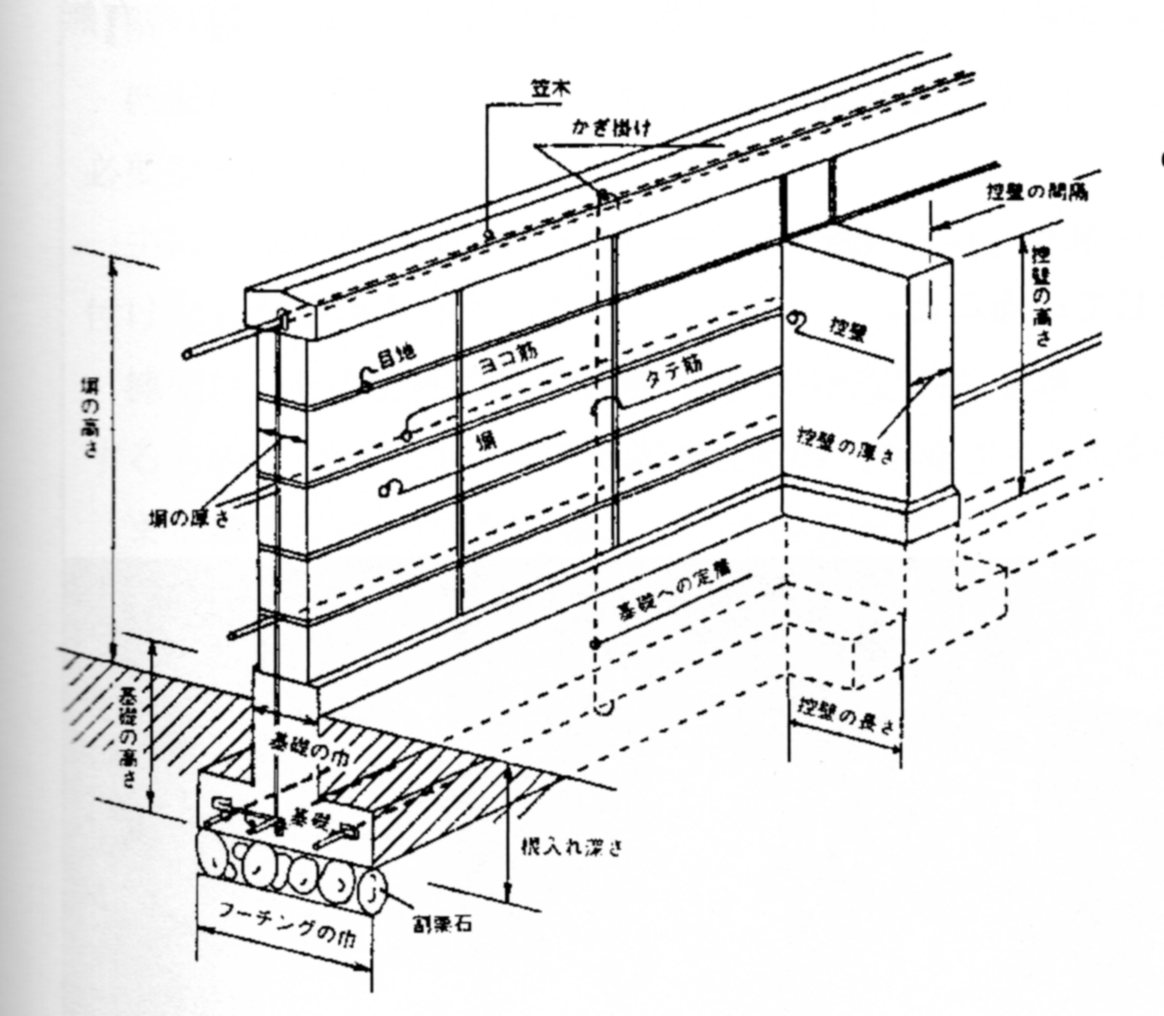 笠木
かぎ掛け
控壁の間隔
控壁の高さ
目地
ヨコ筋
タテ筋
控壁
塀の高さ
塀
控壁の厚さ
塀の厚さ
基礎への定着
基礎の高さ
控壁の長さ
基礎の巾
基礎
根入れ深さ
割栗石
フーチングの巾